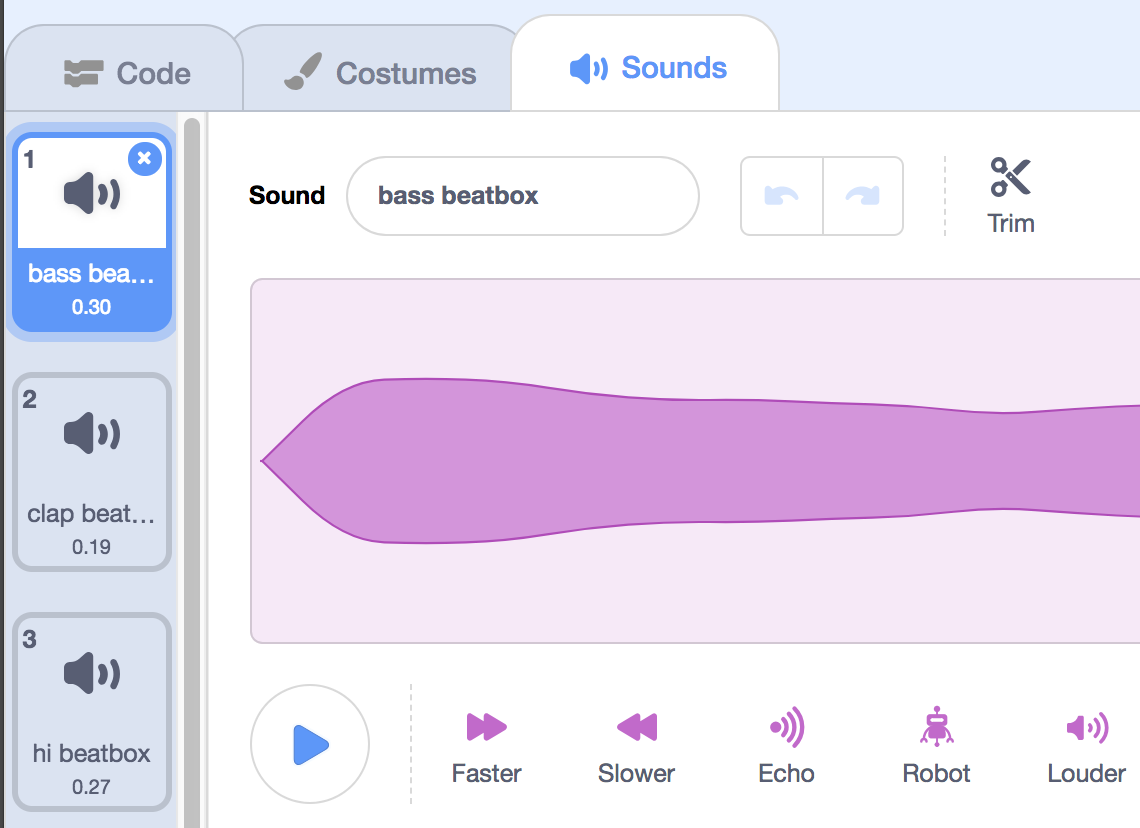 Code
Costumes
Sounds
1
bass bea...
0.30
2
clap beat...
0.19
3
hi beatbox
0.27
Sound
bass beatbox
Trim
Faster
Slower
Echo
Robot
Louder